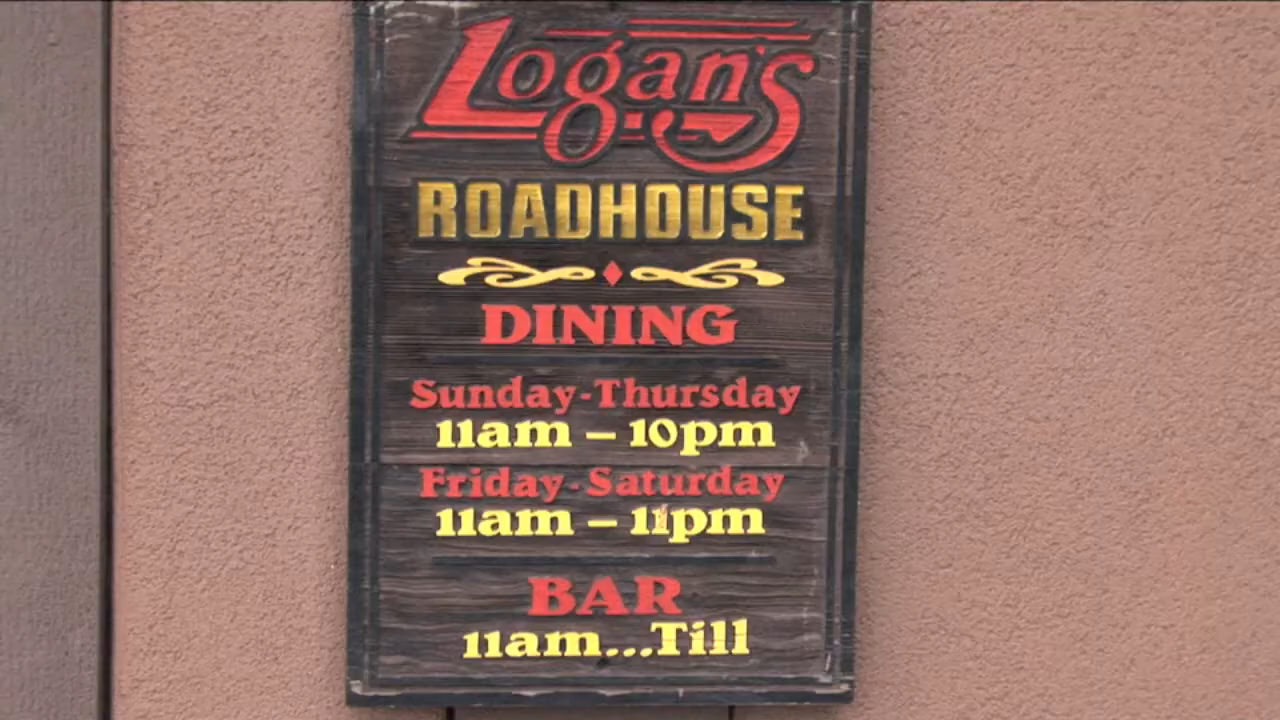 Logan's
ROADHOUSE
DINING
Sunday-Thursday
11am – 10pm
Friday-Saturday
11am – 11pm
BAR
11am...Till